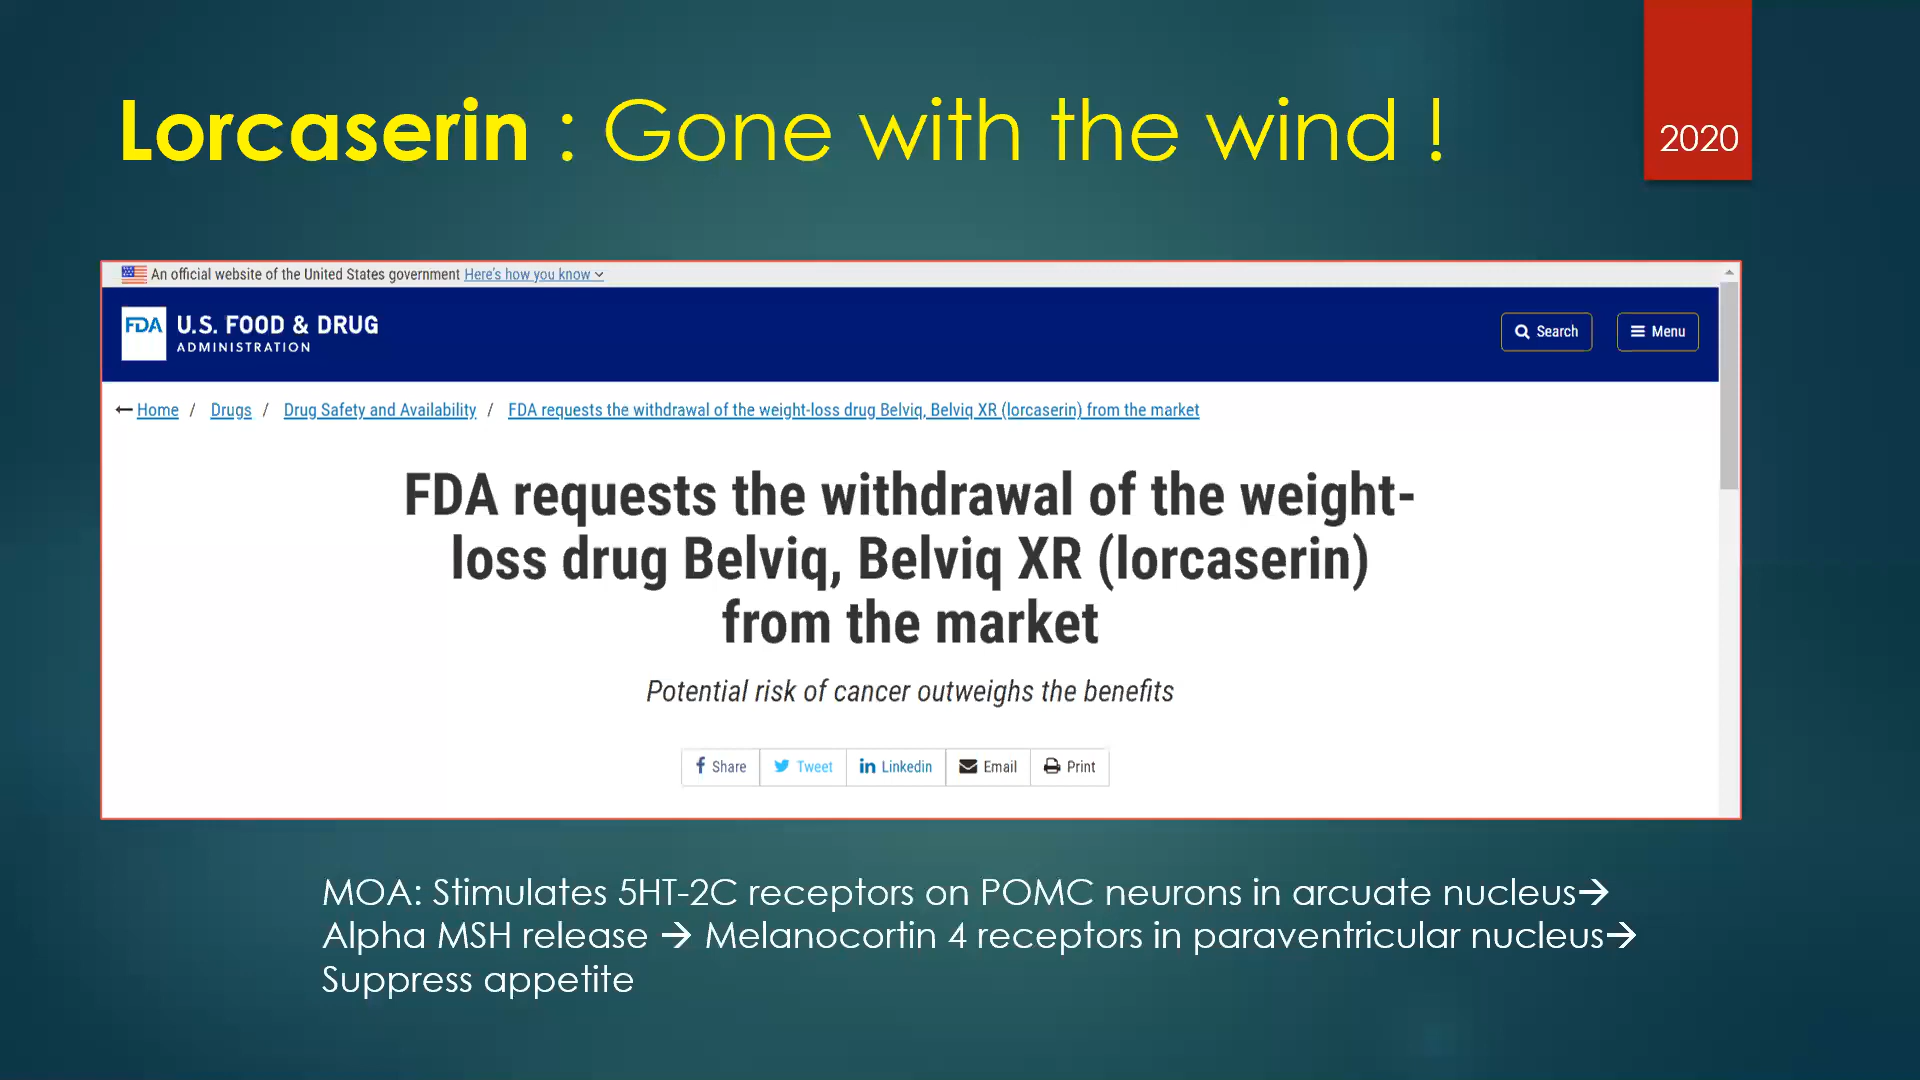 Lorcaserin : Gone with the wind !
2020
An official website of the United States government Here's how you know
FDA U.S. FOOD & DRUG
ADMINISTRATION
Search
Menu
Home / Drugs / Drug Safety and Availability / FDA requests the withdrawal of the weight-loss drug Belviq, Belviq XR (lorcaserin) from the market
FDA requests the withdrawal of the weight-
loss drug Belviq, Belviq XR (lorcaserin)
from the market
Potential risk of cancer outweighs the benefits
Share Tweet Linkedin Email Print
MOA: Stimulates 5HT-2C receptors on POMC neurons in arcuate nucleus→
Alpha MSH release → Melanocortin 4 receptors in paraventricular nucleus→
Suppress appetite